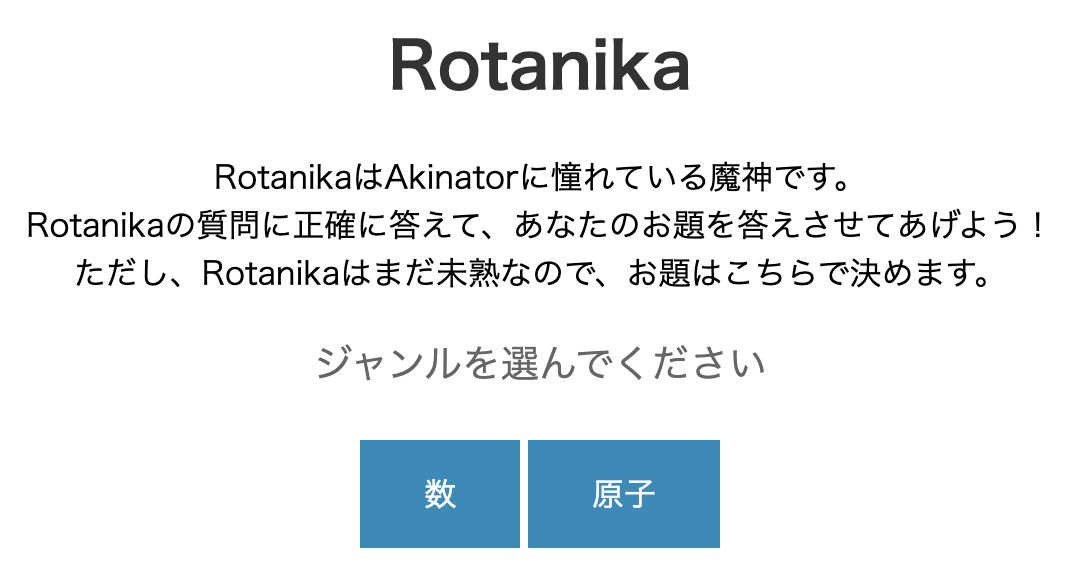 Rotanika
RotanikaはAkinatorに憧れている魔神です。
Rotanikaの質問に正確に答えて、あなたのお題を答えさせてあげよう！
ただし、Rotanikaはまだ未熟なので、お題はこちらで決めます。
ジャンルを選んでください
数
原子